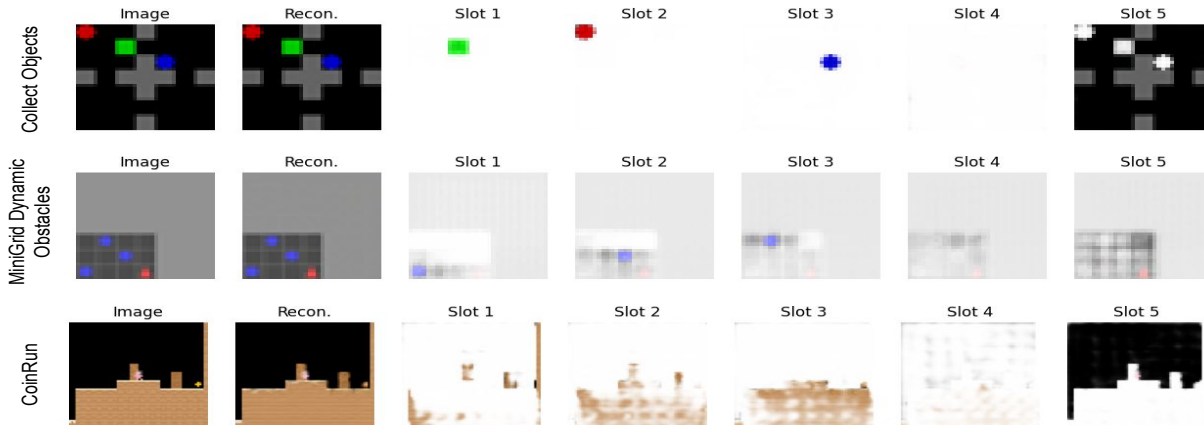 Image Recon. Slot 1 Slot 2 Slot 3 Slot 4 Slot 5
Collect Objects
Image Recon. Slot 1 Slot 2 Slot 3 Slot 4 Slot 5
MiniGrid Dynamic
Obstacles
Image Recon. Slot 1 Slot 2 Slot 3 Slot 4 Slot 5
CoinRun